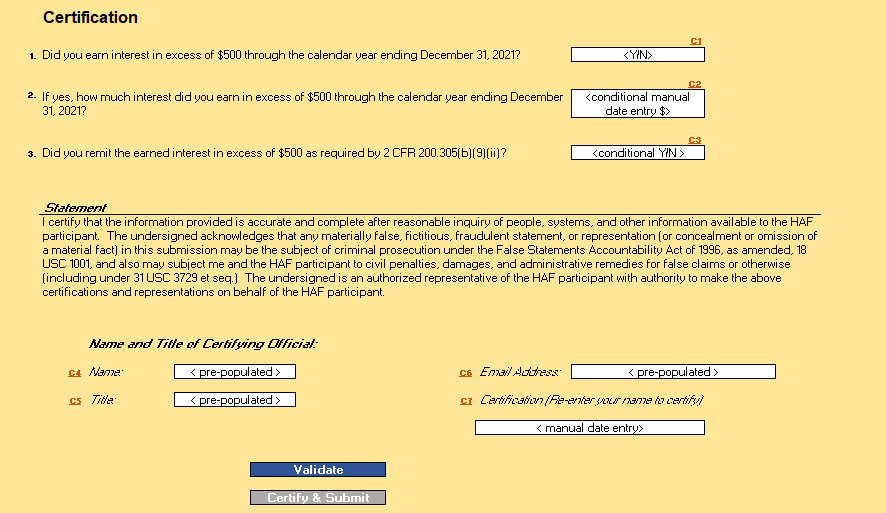 Certification
C1
1. Did you earn interest in excess of $500 through the calendar year ending December 31, 2021?
<Y/N>
C2
2. If yes, how much interest did you earn in excess of $500 through the calendar year ending December
31, 2021?
<conditional manual
date entry $>
C3
3. Did you remit the earned interest in excess of $500 as required by 2 CFR 200.305(b)(9)(ii)?
<conditional Y/N >
Statement
I certify that the information provided is accurate and complete after reasonable inquiry of people, systems, and other information available to the HAF
participant. The undersigned acknowledges that any materially false, fictitious, fraudulent statement, or representation (or concealment or omission of
a material fact) in this submission may be the subject of criminal prosecution under the False Statements Accountability Act of 1996, as amended, 18
USC 1001, and also may subject me and the HAF participant to civil penalties, damages, and administrative remedies for false claims or otherwise
(including under 31 USC 3729 et seq.) The undersigned is an authorized representative of the HAF participant with authority to make the above
certifications and representations on behalf of the HAF participant.
Name and Title of Certifying Official:
C4 Name: < pre-populated >
C6 Email Address: < pre-populated >
C5 Title: < pre-populated >
C7 Certification (Re-enter your name to certify)
< manual date entry>
Validate
Certify & Submit